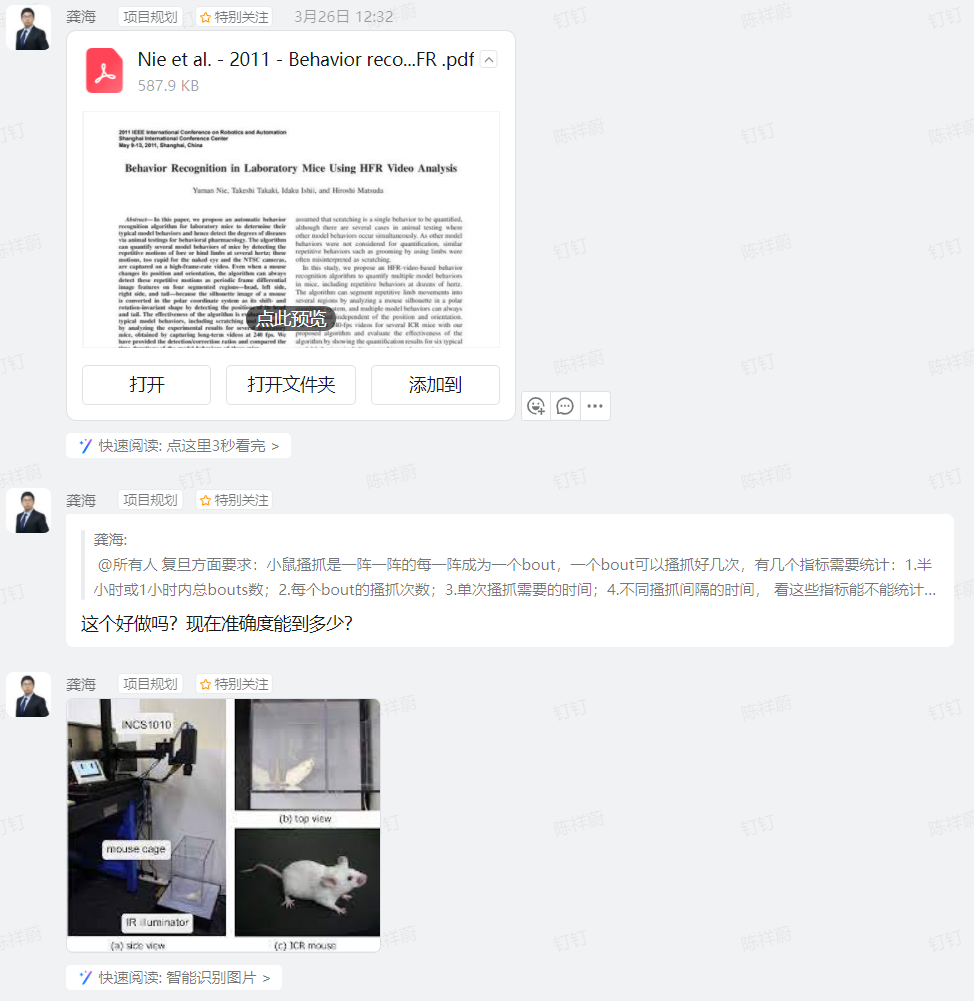 龚海 项目规划 特别关注 3月26日 12:32
Nie et al. - 2011 - Behavior reco...FR .pdf
587.9 KB
2011 IEEE International Conference on Robotics and Automation
Shanghai International Conference Center
May 9-13, 2011, Shanghai, China
Behavior Recognition in Laboratory Mice Using HFR Video Analysis
Yuman Nie, Takeshi Takaki, Idaku Ishii, and Hiroshi Matsuda
Abstract—In this paper, we propose an automatic behavior
recognition algorithm for laboratory mice to determine their
typical model behaviors and hence detect the degrees of diseases
via animal testings for behavioral pharmacology. The algorithm
can quantify several model behaviors of mice by detecting the
repetitive motions of fore or hind limbs at several hertz; these
motions, too rapid for the naked eye and the NTSC cameras,
are captured on a high-frame-rate video. Even when a mouse
changes its position and orientation, the algorithm can always
detect these repetitive motions as periodic frame differential
image features on four segmented regions—head, left side,
right side, and tail—because the silhouette image of a mouse
is converted in the polar coordinate system as its shift- and
rotation-invariant shape by detecting the positions of its head
and tail. The effectiveness of the algorithm is
typical model behaviors, including scratching
by analyzing the experimental results for several
mice, obtained by capturing long-term videos at 240 fps. We
have provided the detection/correction ratios and compared the
assumed that scratching is a single behavior to be quantified,
although there are several cases in animal testing where
other model behaviors occur simultaneously. As other model
behaviors were not considered for quantification, similar
repetitive behaviors such as grooming by using limbs were
often misinterpreted as scratching.
In this study, we propose an HFR-video-based behavior
recognition algorithm to quantify multiple model behaviors
in mice, including repetitive behaviors at dozens of hertz.
The algorithm can segment repetitive limb movements into
several regions by analyzing a mouse silhouette in a polar
system, and multiple model behaviors can always
independent of the position and orientation.
-fps videos for several ICR mice with our
proposed algorithm and evaluate the effectiveness of the
algorithm by showing the quantification results for six typical
点此预览
打开 打开文件夹 添加到
快速阅读: 点这里3秒看完 >
龚海 项目规划 特别关注
龚海:
@所有人 复旦方面要求：小鼠搔抓是一阵一阵的每一阵成为一个bout，一个bout可以搔抓好几次，有几个指标需要统计：1.半
小时或1小时内总bouts数；2.每个bout的搔抓次数；3.单次搔抓需要的时间；4.不同搔抓间隔的时间， 看这些指标能不能统计...
这个好做吗？现在准确度能到多少？
龚海 项目规划 特别关注
INCS1010
mouse cage
IR illuminator
(a) side view
(b) top view
(c) ICR mouse
快速阅读: 智能识别图片 >
钉钉
陈祥蔚